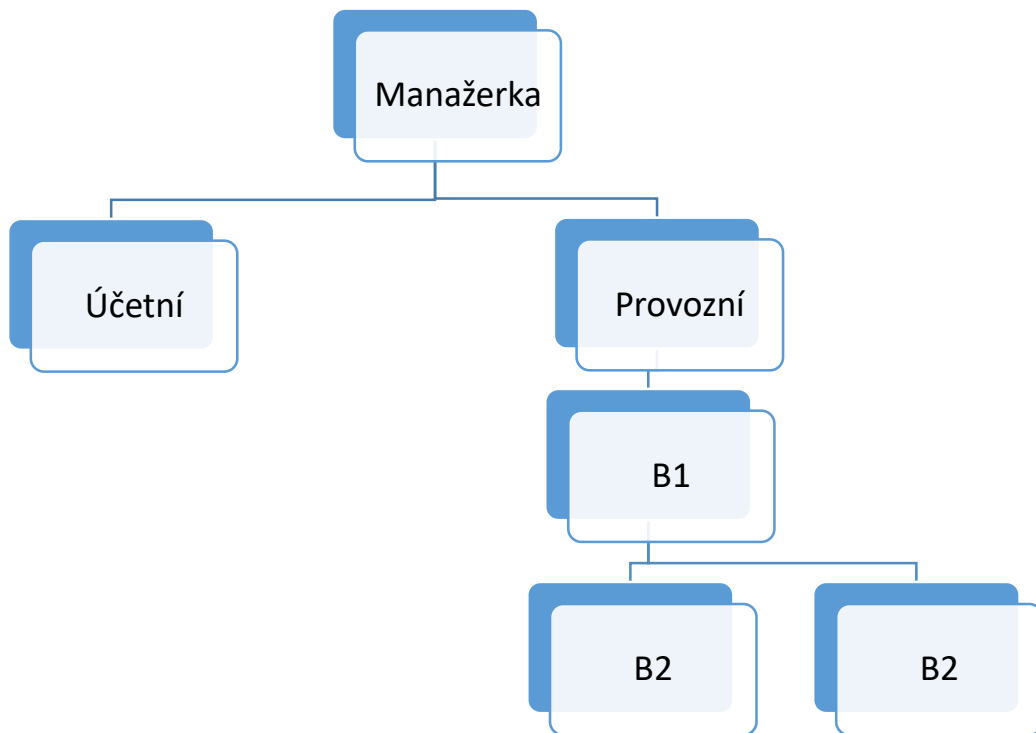 Manažerka
Účetní
Provozní
B1
B2
B2